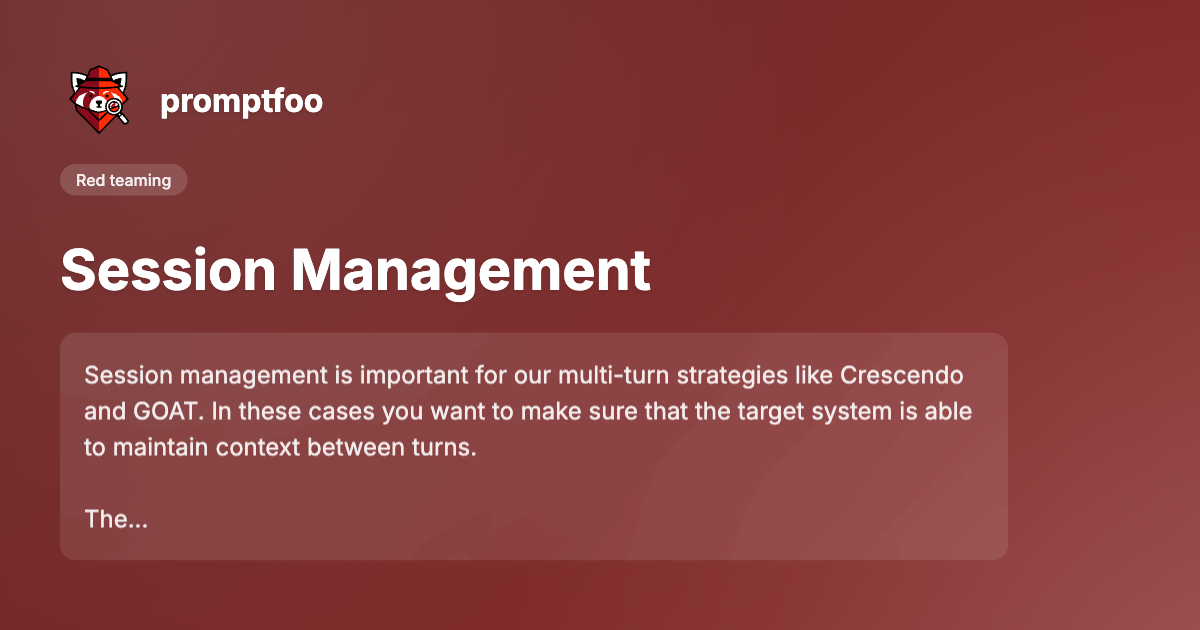 promptfoo
Red teaming
Session Management
Session management is important for our multi-turn strategies like Crescendo
and GOAT. In these cases you want to make sure that the target system is able
to maintain context between turns.
The...